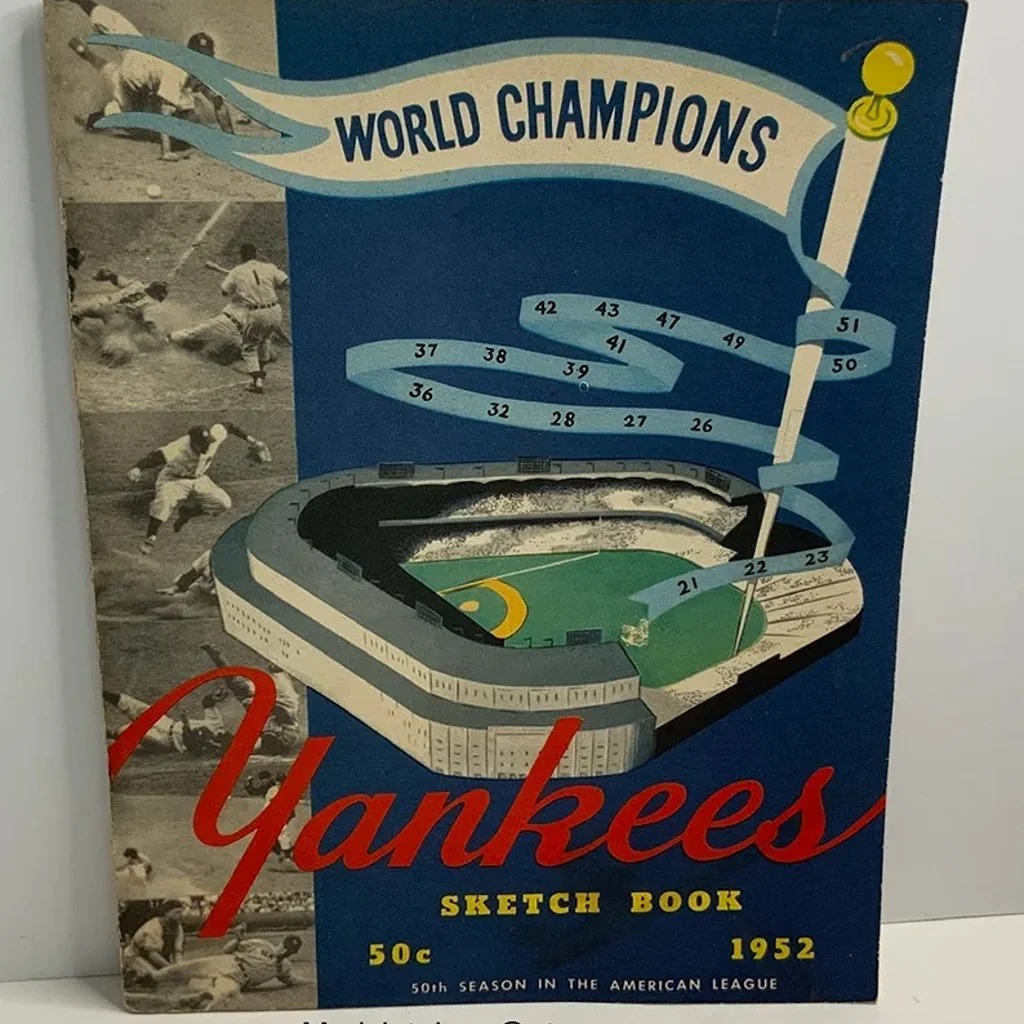 WORLD CHAMPIONS
42 43 47 49 51
50
41
37 38 39
36 32 28 27 26
21 22 23
1
Yankees
SKETCH BOOK
50c 1952
50th SEASON IN THE AMERICAN LEAGUE